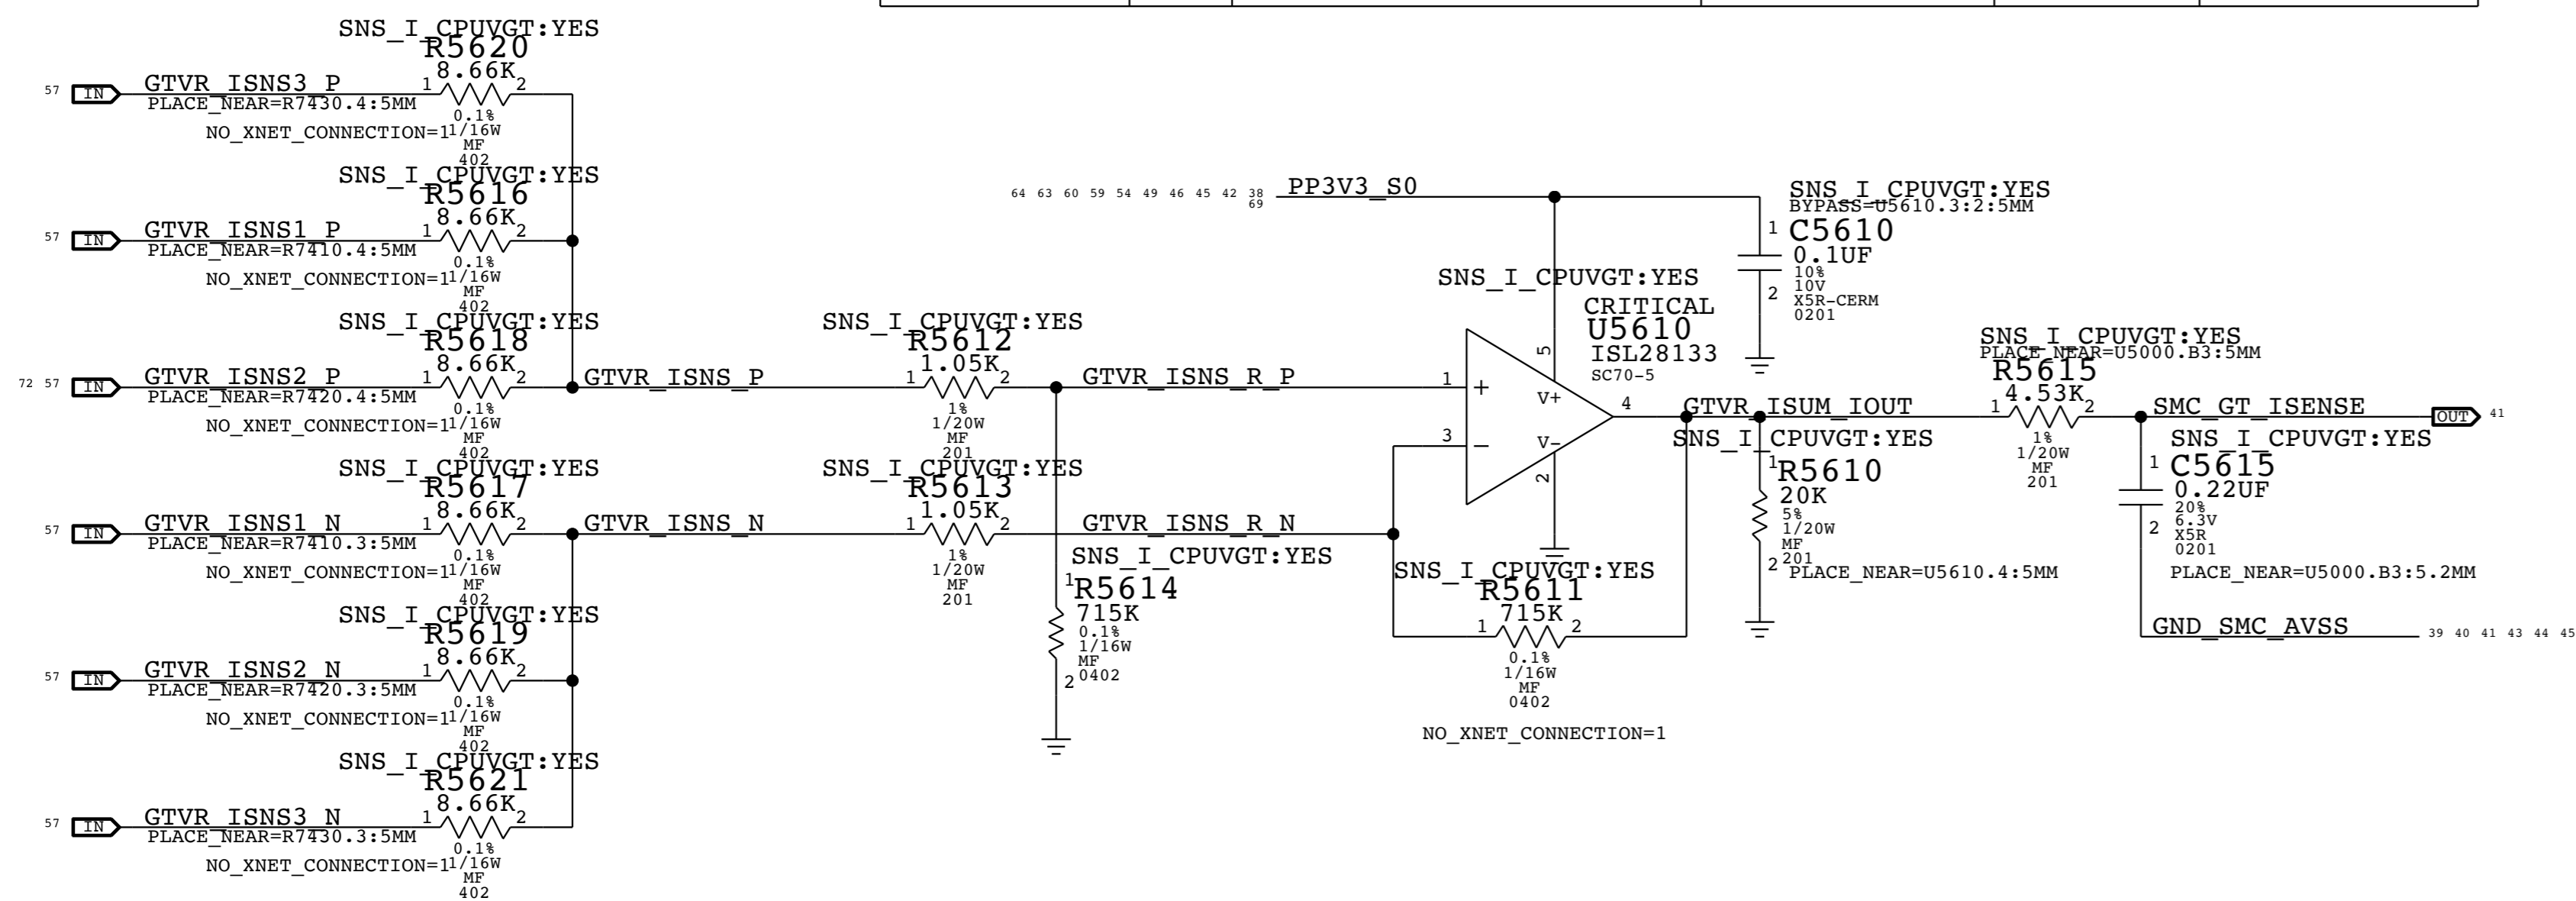 SNS_I_CPUVGT:YES
R5620
8.66K
1 2
57 IN GTVR_ISNS3_P
PLACE_NEAR=R7430.4:5MM
0.1%
NO_XNET_CONNECTION=1
1/16W
MF
402
SNS_I_CPUVGT:YES
R5616
8.66K
1 2
57 IN GTVR_ISNS1_P
PLACE_NEAR=R7410.4:5MM
0.1%
NO_XNET_CONNECTION=1
1/16W
MF
402
SNS_I_CPUVGT:YES
R5618
8.66K
1 2
72 57 IN GTVR_ISNS2_P
PLACE_NEAR=R7420.4:5MM
0.1%
NO_XNET_CONNECTION=1
1/16W
MF
402
GTVR_ISNS_P
SNS_I_CPUVGT:YES
R5617
8.66K
1 2
57 IN GTVR_ISNS1_N
PLACE_NEAR=R7410.3:5MM
0.1%
NO_XNET_CONNECTION=1
1/16W
MF
402
GTVR_ISNS_N
SNS_I_CPUVGT:YES
R5619
8.66K
1 2
57 IN GTVR_ISNS2_N
PLACE_NEAR=R7420.3:5MM
0.1%
NO_XNET_CONNECTION=1
1/16W
MF
402
SNS_I_CPUVGT:YES
R5621
8.66K
1 2
57 IN GTVR_ISNS3_N
PLACE_NEAR=R7430.3:5MM
0.1%
NO_XNET_CONNECTION=1
1/16W
MF
402
SNS_I_CPUVGT:YES
R5612
1.05K
1 2
1%
1/20W
MF
201
GTVR_ISNS_R_P
SNS_I_CPUVGT:YES
R5613
1.05K
1 2
1%
1/20W
MF
201
GTVR_ISNS_R_N
SNS_I_CPUVGT:YES
1
R5614
715K
0.1%
1/16W
MF
0402
2
64 63 60 59 54 49 46 45 42 38
69
PP3V3_S0
SNS_I_CPUVGT:YES
BYPASS=U5610.3:2:5MM
1
C5610
0.1UF
10%
10V
2
X5R-CERM
0201
SNS_I_CPUVGT:YES
CRITICAL
U5610
ISL28133
SC70-5
5
1 +
V+
4
3 −
V-
2
SNS_I_CPUVGT:YES
R5611
715K
1 2
0.1%
1/16W
MF
0402
NO_XNET_CONNECTION=1
GTVR_ISUM_IOUT
SNS_I_CPUVGT:YES
1
R5610
20K
5%
1/20W
MF
201
2
PLACE_NEAR=U5610.4:5MM
SNS_I_CPUVGT:YES
PLACE_NEAR=U5000.B3:5MM
R5615
4.53K
1 2
1%
1/20W
MF
201
SMC_GT_ISENSE
OUT 41
SNS_I_CPUVGT:YES
1
C5615
0.22UF
20%
6.3V
2
X5R
0201
PLACE_NEAR=U5000.B3:5.2MM
GND_SMC_AVSS
39 40 41 43 44 45